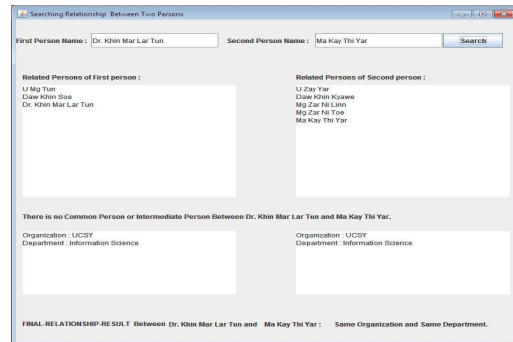 Searching Relationship Between Two Persons
First Person Name : Dr. Khin Mar Lar Tun Second Person Name : Ma Kay Thi Yar Search
Related Persons of First person :
U Mg Tun
Daw Khin Soe
Dr. Khin Mar Lar Tun
Related Persons of Second person :
U Zay Yar
Daw Khin Kyawe
Mg Zar Ni Linn
Mg Zar Ni Toe
Ma Kay Thi Yar
There is no Common Person or Intermediate Person Between Dr. Khin Mar Lar Tun and Ma Kay Thi Yar.
Organization : UCSY
Department : Information Science
Organization : UCSY
Department : Information Science
FINAL-RELATIONSHIP-RESULT Between Dr. Khin Mar Lar Tun and Ma Kay Thi Yar : Same Organization and Same Department.